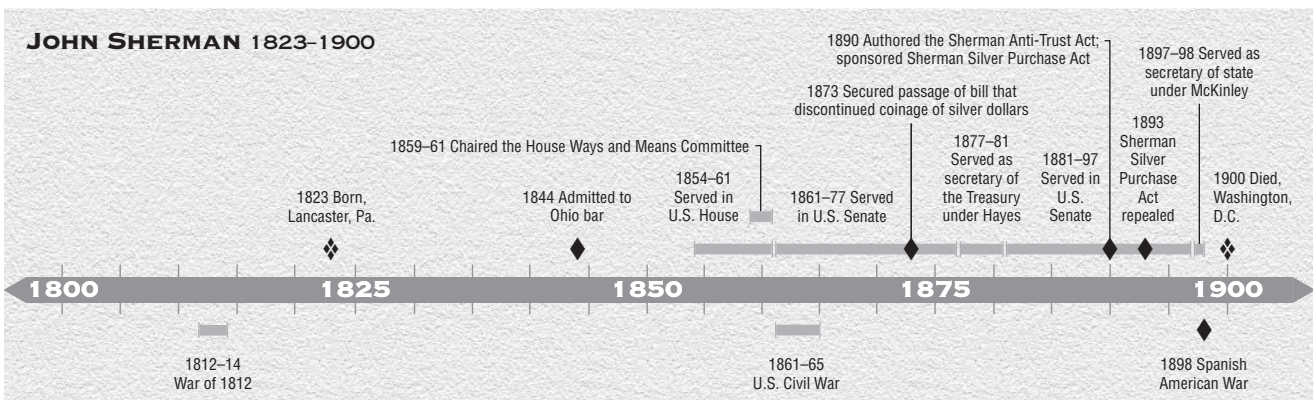 JOHN SHERMAN 1823–1900
1890 Authored the Sherman Anti-Trust Act;
sponsored Sherman Silver Purchase Act
1897–98 Served as
secretary of state
under McKinley
1873 Secured passage of bill that
discontinued coinage of silver dollars
1859–61 Chaired the House Ways and Means Committee
1823 Born,
Lancaster, Pa.
1844 Admitted to
Ohio bar
1854–61
Served in
U.S. House
1861–77 Served
in U.S. Senate
1877–81
Served as
secretary of
the Treasury
under Hayes
1881–97
Served in
U.S.
Senate
1893
Sherman
Silver
Purchase
Act
repealed
1900 Died,
Washington,
D.C.
1800 1825 1850 1875 1900
1812–14
War of 1812
1861–65
U.S. Civil War
1898 Spanish
American War